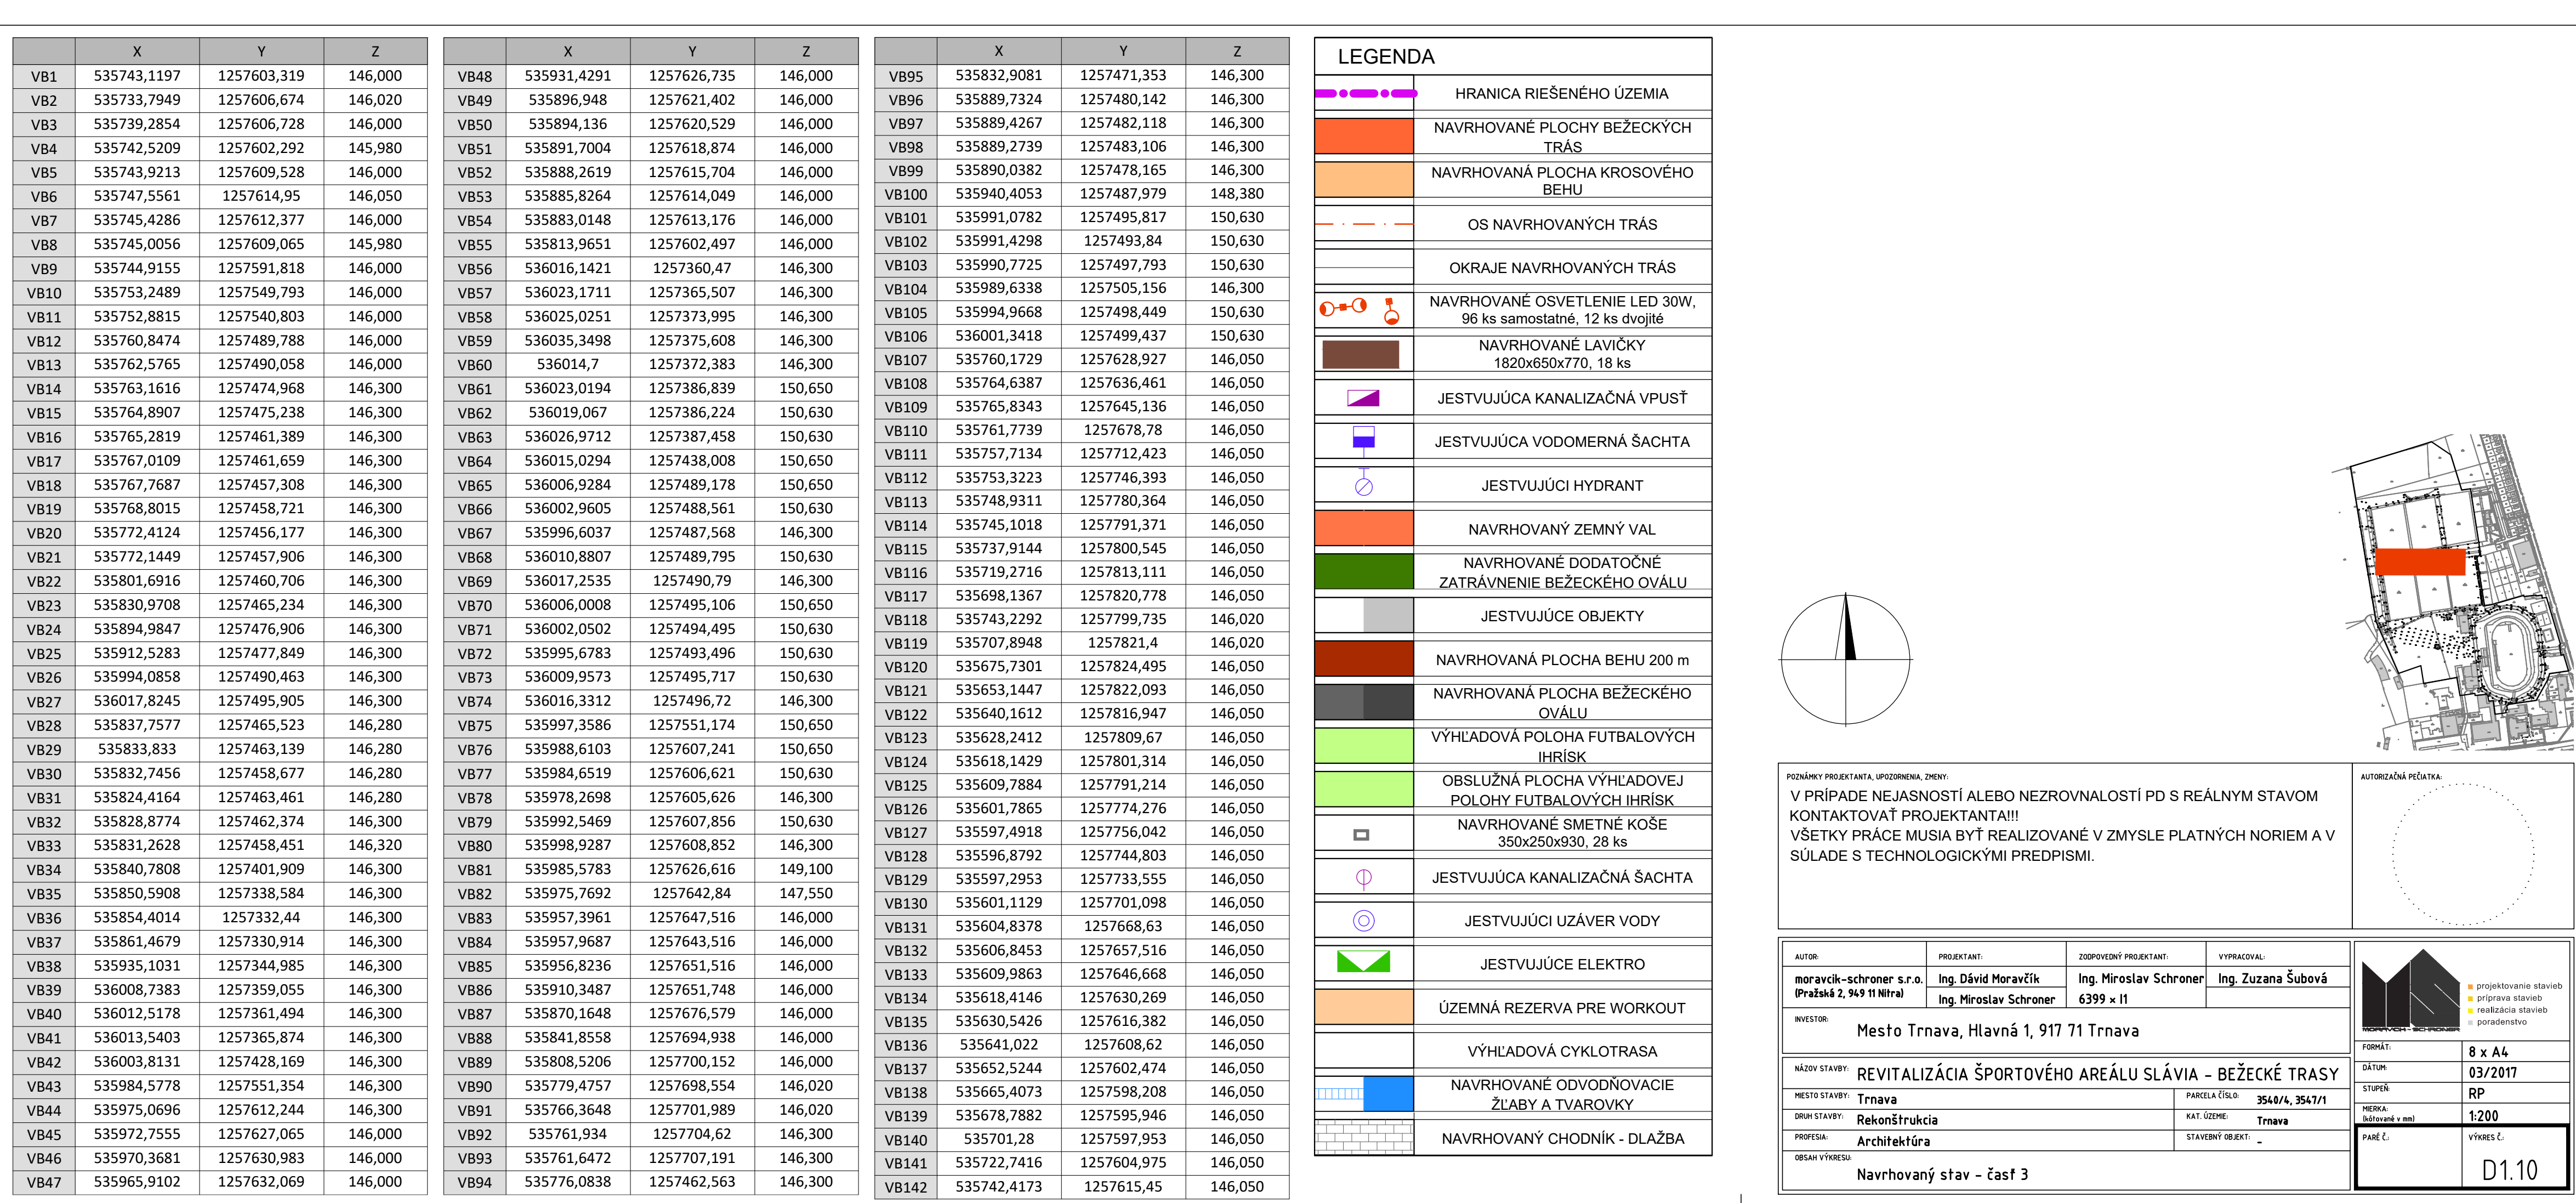 X Y Z
VB1 535743,1197 1257603,319 146,000
VB2 535733,7949 1257606,674 146,020
VB3 535739,2854 1257606,728 146,000
VB4 535742,5209 1257602,292 145,980
VB5 535743,9213 1257609,528 146,000
VB6 535747,5561 1257614,95 146,050
VB7 535745,4286 1257612,377 146,000
VB8 535745,0056 1257609,065 145,980
VB9 535744,9155 1257591,818 146,000
VB10 535753,2489 1257549,793 146,000
VB11 535752,8815 1257540,803 146,000
VB12 535760,8474 1257489,788 146,000
VB13 535762,5765 1257490,058 146,000
VB14 535763,1616 1257474,968 146,300
VB15 535764,8907 1257475,238 146,300
VB16 535765,2819 1257461,389 146,300
VB17 535767,0109 1257461,659 146,300
VB18 535767,7687 1257457,308 146,300
VB19 535768,8015 1257458,721 146,300
VB20 535772,4124 1257456,177 146,300
VB21 535772,1449 1257457,906 146,300
VB22 535801,6916 1257460,706 146,300
VB23 535830,9708 1257465,234 146,300
VB24 535894,9847 1257476,906 146,300
VB25 535912,5283 1257477,849 146,300
VB26 535994,0858 1257490,463 146,300
VB27 536017,8245 1257495,905 146,300
VB28 535837,7577 1257465,523 146,280
VB29 535833,833 1257463,139 146,280
VB30 535832,7456 1257458,677 146,280
VB31 535824,4164 1257463,461 146,280
VB32 535828,8774 1257462,374 146,300
VB33 535831,2628 1257458,451 146,320
VB34 535840,7808 1257401,909 146,300
VB35 535850,5908 1257338,584 146,300
VB36 535854,4014 1257332,44 146,300
VB37 535861,4679 1257330,914 146,300
VB38 535935,1031 1257344,985 146,300
VB39 536008,7383 1257359,055 146,300
VB40 536012,5178 1257361,494 146,300
VB41 536013,5403 1257365,874 146,300
VB42 536003,8131 1257428,169 146,300
VB43 535984,5778 1257551,354 146,300
VB44 535975,0696 1257612,244 146,300
VB45 535972,7555 1257627,065 146,000
VB46 535970,3681 1257630,983 146,000
VB47 535965,9102 1257632,069 146,000
X Y Z
VB48 535931,4291 1257626,735 146,000
VB49 535896,948 1257621,402 146,000
VB50 535894,136 1257620,529 146,000
VB51 535891,7004 1257618,874 146,000
VB52 535888,2619 1257615,704 146,000
VB53 535885,8264 1257614,049 146,000
VB54 535883,0148 1257613,176 146,000
VB55 535813,9651 1257602,497 146,000
VB56 536016,1421 1257360,47 146,300
VB57 536023,1711 1257365,507 146,300
VB58 536025,0251 1257373,995 146,300
VB59 536035,3498 1257375,608 146,300
VB60 536014,7 1257372,383 146,300
VB61 536023,0194 1257386,839 150,650
VB62 536019,067 1257386,224 150,630
VB63 536026,9712 1257387,458 150,630
VB64 536015,0294 1257438,008 150,650
VB65 536006,9284 1257489,178 150,650
VB66 536002,9605 1257488,561 150,630
VB67 535996,6037 1257487,568 146,300
VB68 536010,8807 1257489,795 150,630
VB69 536017,2535 1257490,79 146,300
VB70 536006,0008 1257495,106 150,650
VB71 536002,0502 1257494,495 150,630
VB72 535995,6783 1257493,496 150,630
VB73 536009,9573 1257495,717 150,630
VB74 536016,3312 1257496,72 146,300
VB75 535997,3586 1257551,174 150,650
VB76 535988,6103 1257607,241 150,650
VB77 535984,6519 1257606,621 150,630
VB78 535978,2698 1257605,626 146,300
VB79 535992,5469 1257607,856 150,630
VB80 535998,9287 1257608,852 146,300
VB81 535985,5783 1257626,616 149,100
VB82 535975,7692 1257642,84 147,550
VB83 535957,3961 1257647,516 146,000
VB84 535957,9687 1257643,516 146,000
VB85 535956,8236 1257651,516 146,000
VB86 535910,3487 1257651,748 146,000
VB87 535870,1648 1257676,579 146,000
VB88 535841,8558 1257694,938 146,000
VB89 535808,5206 1257700,152 146,000
VB90 535779,4757 1257698,554 146,020
VB91 535766,3648 1257701,989 146,020
VB92 535761,934 1257704,62 146,300
VB93 535761,6472 1257707,191 146,300
VB94 535776,0838 1257462,563 146,300
X Y Z
VB95 535832,9081 1257471,353 146,300
VB96 535889,7324 1257480,142 146,300
VB97 535889,4267 1257482,118 146,300
VB98 535889,2739 1257483,106 146,300
VB99 535890,0382 1257478,165 146,300
VB100 535940,4053 1257487,979 148,380
VB101 535991,0782 1257495,817 150,630
VB102 535991,4298 1257493,84 150,630
VB103 535990,7725 1257497,793 150,630
VB104 535989,6338 1257505,156 146,300
VB105 535994,9668 1257498,449 150,630
VB106 536001,3418 1257499,437 150,630
VB107 535760,1729 1257628,927 146,050
VB108 535764,6387 1257636,461 146,050
VB109 535765,8343 1257645,136 146,050
VB110 535761,7739 1257678,78 146,050
VB111 535757,7134 1257712,423 146,050
VB112 535753,3223 1257746,393 146,050
VB113 535748,9311 1257780,364 146,050
VB114 535745,1018 1257791,371 146,050
VB115 535737,9144 1257800,545 146,050
VB116 535719,2716 1257813,111 146,050
VB117 535698,1367 1257820,778 146,050
VB118 535743,2292 1257799,735 146,020
VB119 535707,8948 1257821,4 146,020
VB120 535675,7301 1257824,495 146,050
VB121 535653,1447 1257822,093 146,050
VB122 535640,1612 1257816,947 146,050
VB123 535628,2412 1257809,67 146,050
VB124 535618,1429 1257801,314 146,050
VB125 535609,7884 1257791,214 146,050
VB126 535601,7865 1257774,276 146,050
VB127 535597,4918 1257756,042 146,050
VB128 535596,8792 1257744,803 146,050
VB129 535597,2953 1257733,555 146,050
VB130 535601,1129 1257701,098 146,050
VB131 535604,8378 1257668,63 146,050
VB132 535606,8453 1257657,516 146,050
VB133 535609,9863 1257646,668 146,050
VB134 535618,4146 1257630,269 146,050
VB135 535630,5426 1257616,382 146,050
VB136 535641,022 1257608,62 146,050
VB137 535652,5244 1257602,474 146,050
VB138 535665,4073 1257598,208 146,050
VB139 535678,7882 1257595,946 146,050
VB140 535701,28 1257597,953 146,050
VB141 535722,7416 1257604,975 146,050
VB142 535742,4173 1257615,45 146,050
LEGENDA
HRANICA RIEŠENÉHO ÚZEMIA
NAVRHOVANÉ PLOCHY BEŽECKÝCH
TRÁS
NAVRHOVANÁ PLOCHA KROSOVÉHO
BEHU
OS NAVRHOVANÝCH TRÁS
OKRAJE NAVRHOVANÝCH TRÁS
NAVRHOVANÉ OSVETLENIE LED 30W,
96 ks samostatné, 12 ks dvojité
NAVRHOVANÉ LAVIČKY
1820x650x770, 18 ks
JESTVUJÚCA KANALIZAČNÁ VPUSŤ
JESTVUJÚCA VODOMERNÁ ŠACHTA
JESTVUJÚCI HYDRANT
NAVRHOVANÝ ZEMNÝ VAL
NAVRHOVANÉ DODATOČNÉ
ZATRÁVNENIE BEŽECKÉHO OVÁLU
JESTVUJÚCE OBJEKTY
NAVRHOVANÁ PLOCHA BEHU 200 m
NAVRHOVANÁ PLOCHA BEŽECKÉHO
OVÁLU
VÝHĽADOVÁ POLOHA FUTBALOVÝCH
IHRÍSK
OBSLUŽNÁ PLOCHA VÝHĽADOVEJ
POLOHY FUTBALOVÝCH IHRÍSK
NAVRHOVANÉ SMETNÉ KOŠE
350x250x930, 28 ks
JESTVUJÚCA KANALIZAČNÁ ŠACHTA
JESTVUJÚCI UZÁVER VODY
JESTVUJÚCE ELEKTRO
ÚZEMNÁ REZERVA PRE WORKOUT
VÝHĽADOVÁ CYKLOTRASA
NAVRHOVANÉ ODVODŇOVACIE
ŽĽABY A TVAROVKY
NAVRHOVANÝ CHODNÍK - DLAŽBA
POZNÁMKY PROJEKTANTA, UPOZORNENIA, ZMENY:
V PRÍPADE NEJASNOSTÍ ALEBO NEZROVNALOSTÍ PD S REÁLNYM STAVOM
KONTAKTOVAŤ PROJEKTANTA!!!
VŠETKY PRÁCE MUSIA BYŤ REALIZOVANÉ V ZMYSLE PLATNÝCH NORIEM A V
SÚLADE S TECHNOLOGICKÝMI PREDPISMI.
AUTORIZAČNÁ PEČIATKA:
AUTOR: PROJEKTANT: ZODPOVEDNÝ PROJEKTANT: VYPRACOVAL:
moravcik-schroner s.r.o. Ing. Dávid Moravčík Ing. Miroslav Schroner Ing. Zuzana Šubová
(Pražská 2, 949 11 Nitra) Ing. Miroslav Schroner 6399 × I1
INVESTOR:
Mesto Trnava, Hlavná 1, 917 71 Trnava
NÁZOV STAVBY: REVITALIZÁCIA ŠPORTOVÉHO AREÁLU SLÁVIA - BEŽECKÉ TRASY
MIESTO STAVBY: Trnava PARCELA ČÍSLO: 3540/4, 3547/1
DRUH STAVBY: Rekonštrukcia KAT. ÚZEMIE: Trnava
PROFESIA: Architektúra STAVEBNÝ OBJEKT: -
OBSAH VÝKRESU:
Navrhovaný stav - časť 3
MORAVCIK - SCHRONER
projektovanie stavieb
príprava stavieb
realizácia stavieb
poradenstvo
FORMÁT: 8 x A4
DÁTUM: 03/2017
STUPEŇ: RP
MIERKA: 1:200
(kótované v mm)
PARÉ Č.: VÝKRES Č.:
D1.10